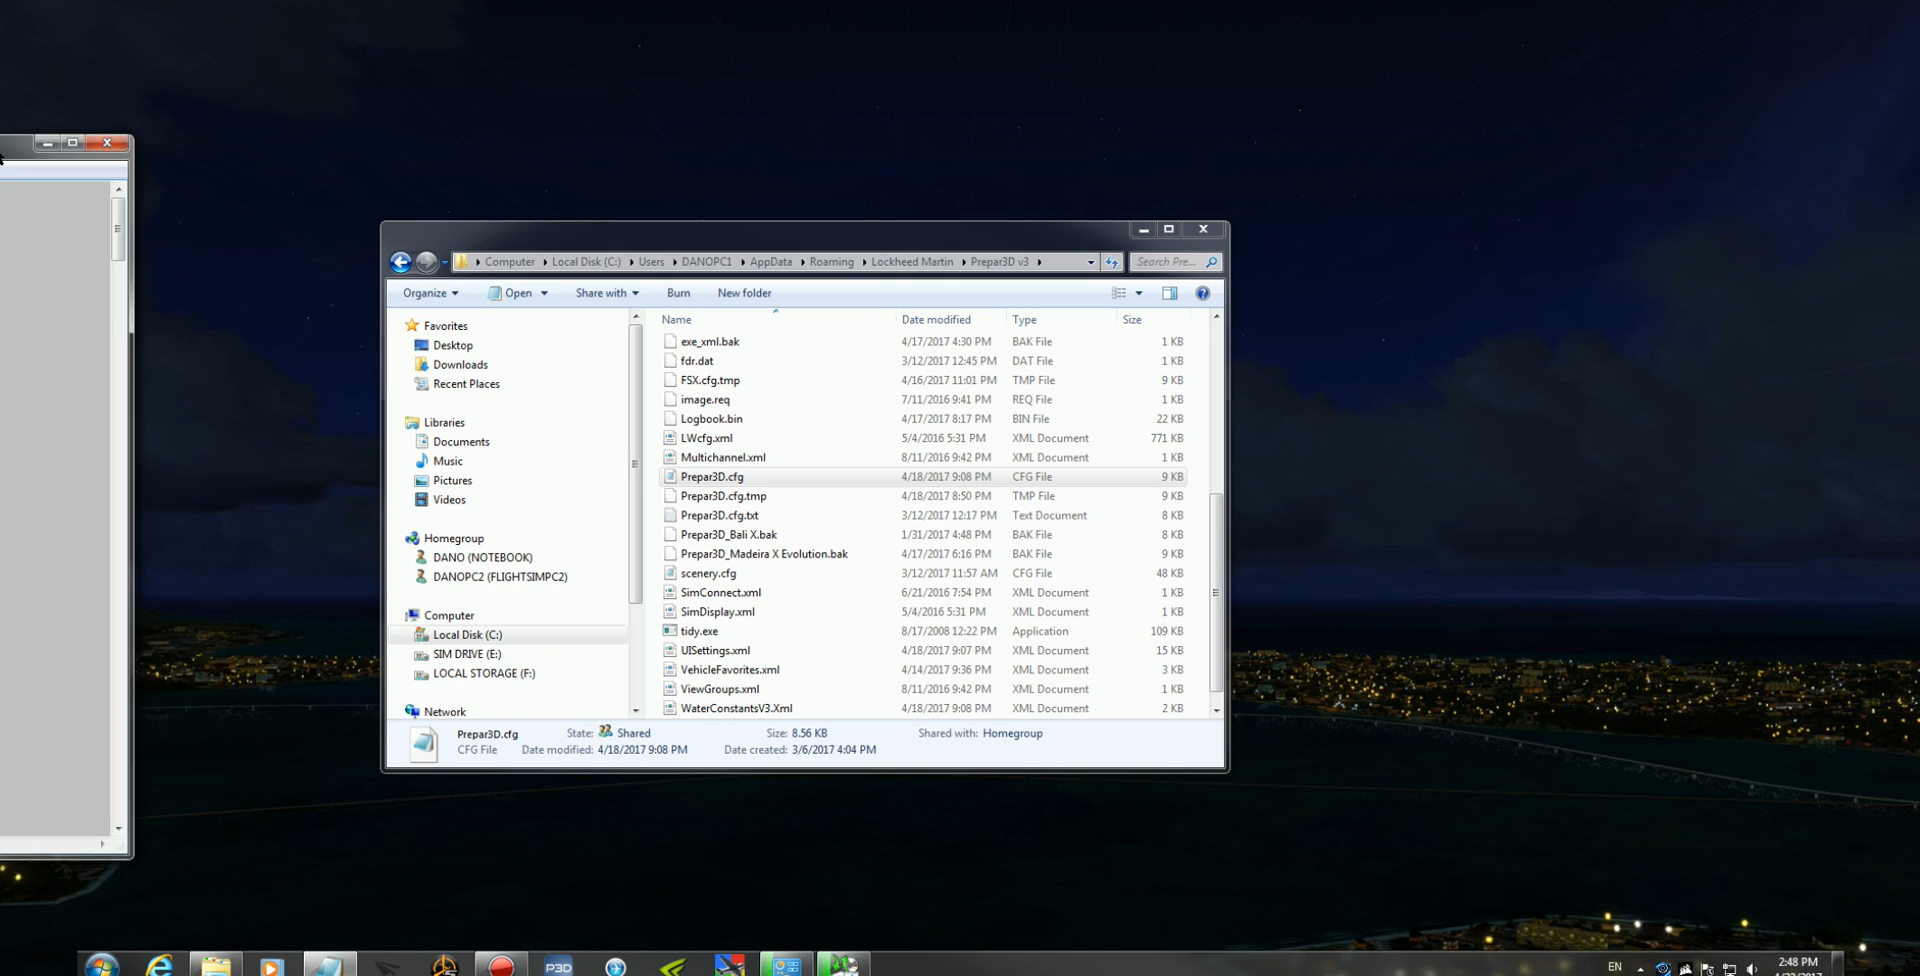 Computer Local Disk (C:) Users DANOPC1 AppData Roaming Lockheed Martin Prepar3D v3 Search Pre...
Organize Open Share with Burn New folder
Favorites
Desktop
Downloads
Recent Places
Libraries
Documents
Music
Pictures
Videos
Homegroup
DANO (NOTEBOOK)
DANOPC2 (FLIGHTSIMPC2)
Computer
Local Disk (C:)
SIM DRIVE (E:)
LOCAL STORAGE (F:)
Network
Name Date modified Type Size
exe_xml.bak 4/17/2017 4:30 PM BAK File 1 KB
fdr.dat 3/12/2017 12:45 PM DAT File 1 KB
FSX.cfg.tmp 4/16/2017 11:01 PM TMP File 9 KB
image.req 7/11/2016 9:41 PM REQ File 1 KB
Logbook.bin 4/17/2017 8:17 PM BIN File 22 KB
LWcfg.xml 5/4/2016 5:31 PM XML Document 771 KB
Multichannel.xml 8/11/2016 9:42 PM XML Document 1 KB
Prepar3D.cfg 4/18/2017 9:08 PM CFG File 9 KB
Prepar3D.cfg.tmp 4/18/2017 8:50 PM TMP File 9 KB
Prepar3D.cfg.txt 3/12/2017 12:17 PM Text Document 8 KB
Prepar3D_Bali X.bak 1/31/2017 4:48 PM BAK File 8 KB
Prepar3D_Madeira X Evolution.bak 4/17/2017 6:16 PM BAK File 9 KB
scenery.cfg 3/12/2017 11:57 AM CFG File 48 KB
SimConnect.xml 6/21/2016 7:54 PM XML Document 1 KB
SimDisplay.xml 5/4/2016 5:31 PM XML Document 1 KB
tidy.exe 8/17/2008 12:22 PM Application 109 KB
UISettings.xml 4/18/2017 9:07 PM XML Document 15 KB
VehicleFavorites.xml 4/14/2017 9:36 PM XML Document 3 KB
ViewGroups.xml 8/11/2016 9:42 PM XML Document 1 KB
WaterConstantsV3.Xml 4/18/2017 9:08 PM XML Document 2 KB
Prepar3D.cfg State: Shared Size: 8.56 KB Shared with: Homegroup
CFG File Date modified: 4/18/2017 9:08 PM Date created: 3/6/2017 4:04 PM
P3D
EN
2:48 PM